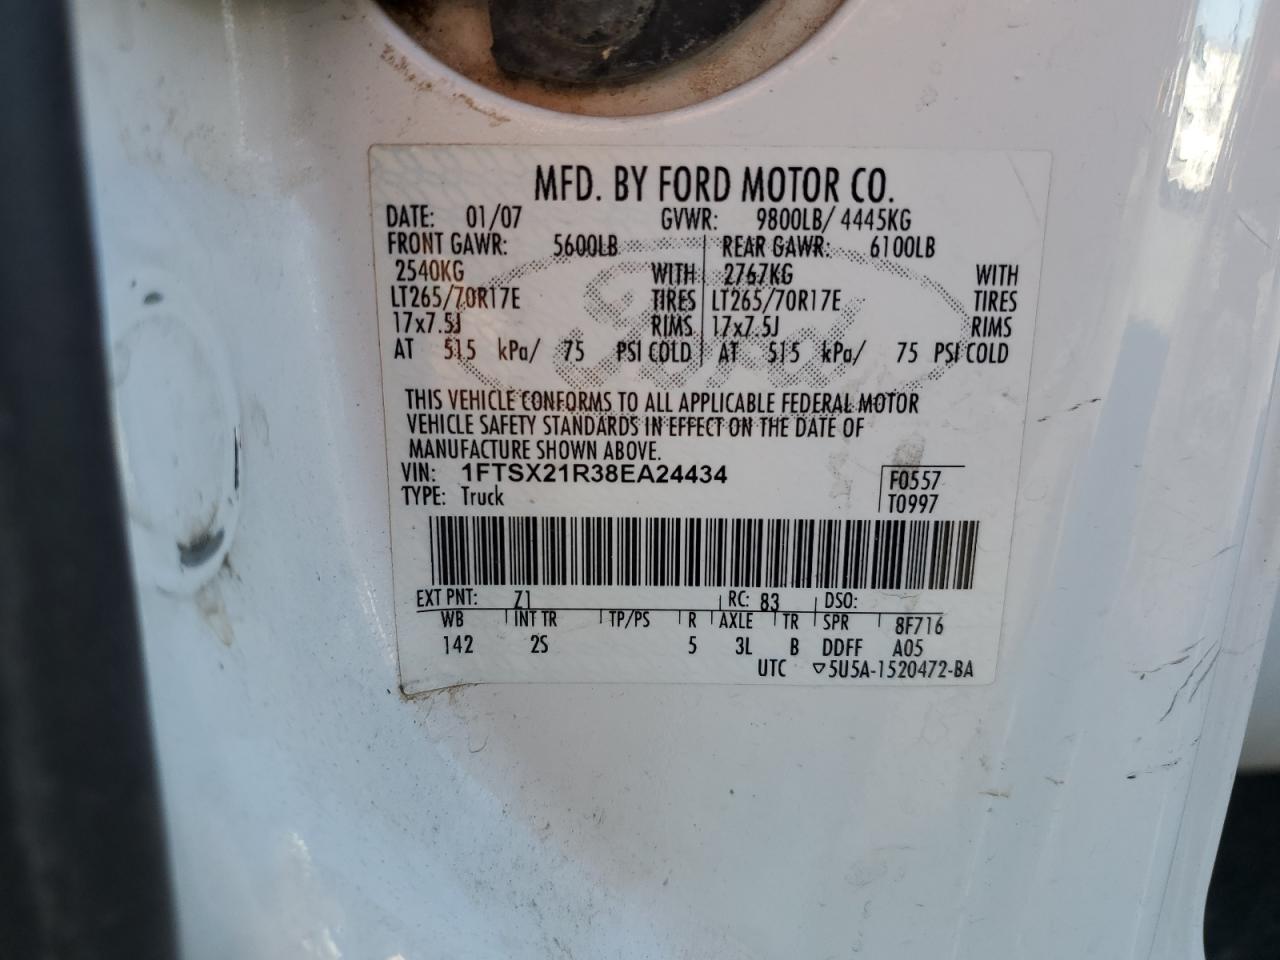 MFD. BY FORD MOTOR CO.
DATE: 01/07 GVWR: 9800LB/ 4445KG
FRONT GAWR: 5600LB REAR GAWR: 6100LB
2540KG WITH 2767KG WITH
LT265/70R17E TIRES LT265/70R17E TIRES
17x7.5J RIMS 17x7.5J RIMS
AT 515 kPa/ 75 PSI COLD AT 515 kPa/ 75 PSI COLD
Ford
THIS VEHICLE CONFORMS TO ALL APPLICABLE FEDERAL MOTOR
VEHICLE SAFETY STANDARDS IN EFFECT ON THE DATE OF
MANUFACTURE SHOWN ABOVE.
VIN: 1FTSX21R38EA24434 F0557
TYPE: Truck T0997
EXT PNT: Z1 RC: 83 DSO:
WB INT TR TP/PS R AXLE TR SPR 8F716
142 2S 5 3L B DDFF A05
UTC ▽5U5A-1520472-BA